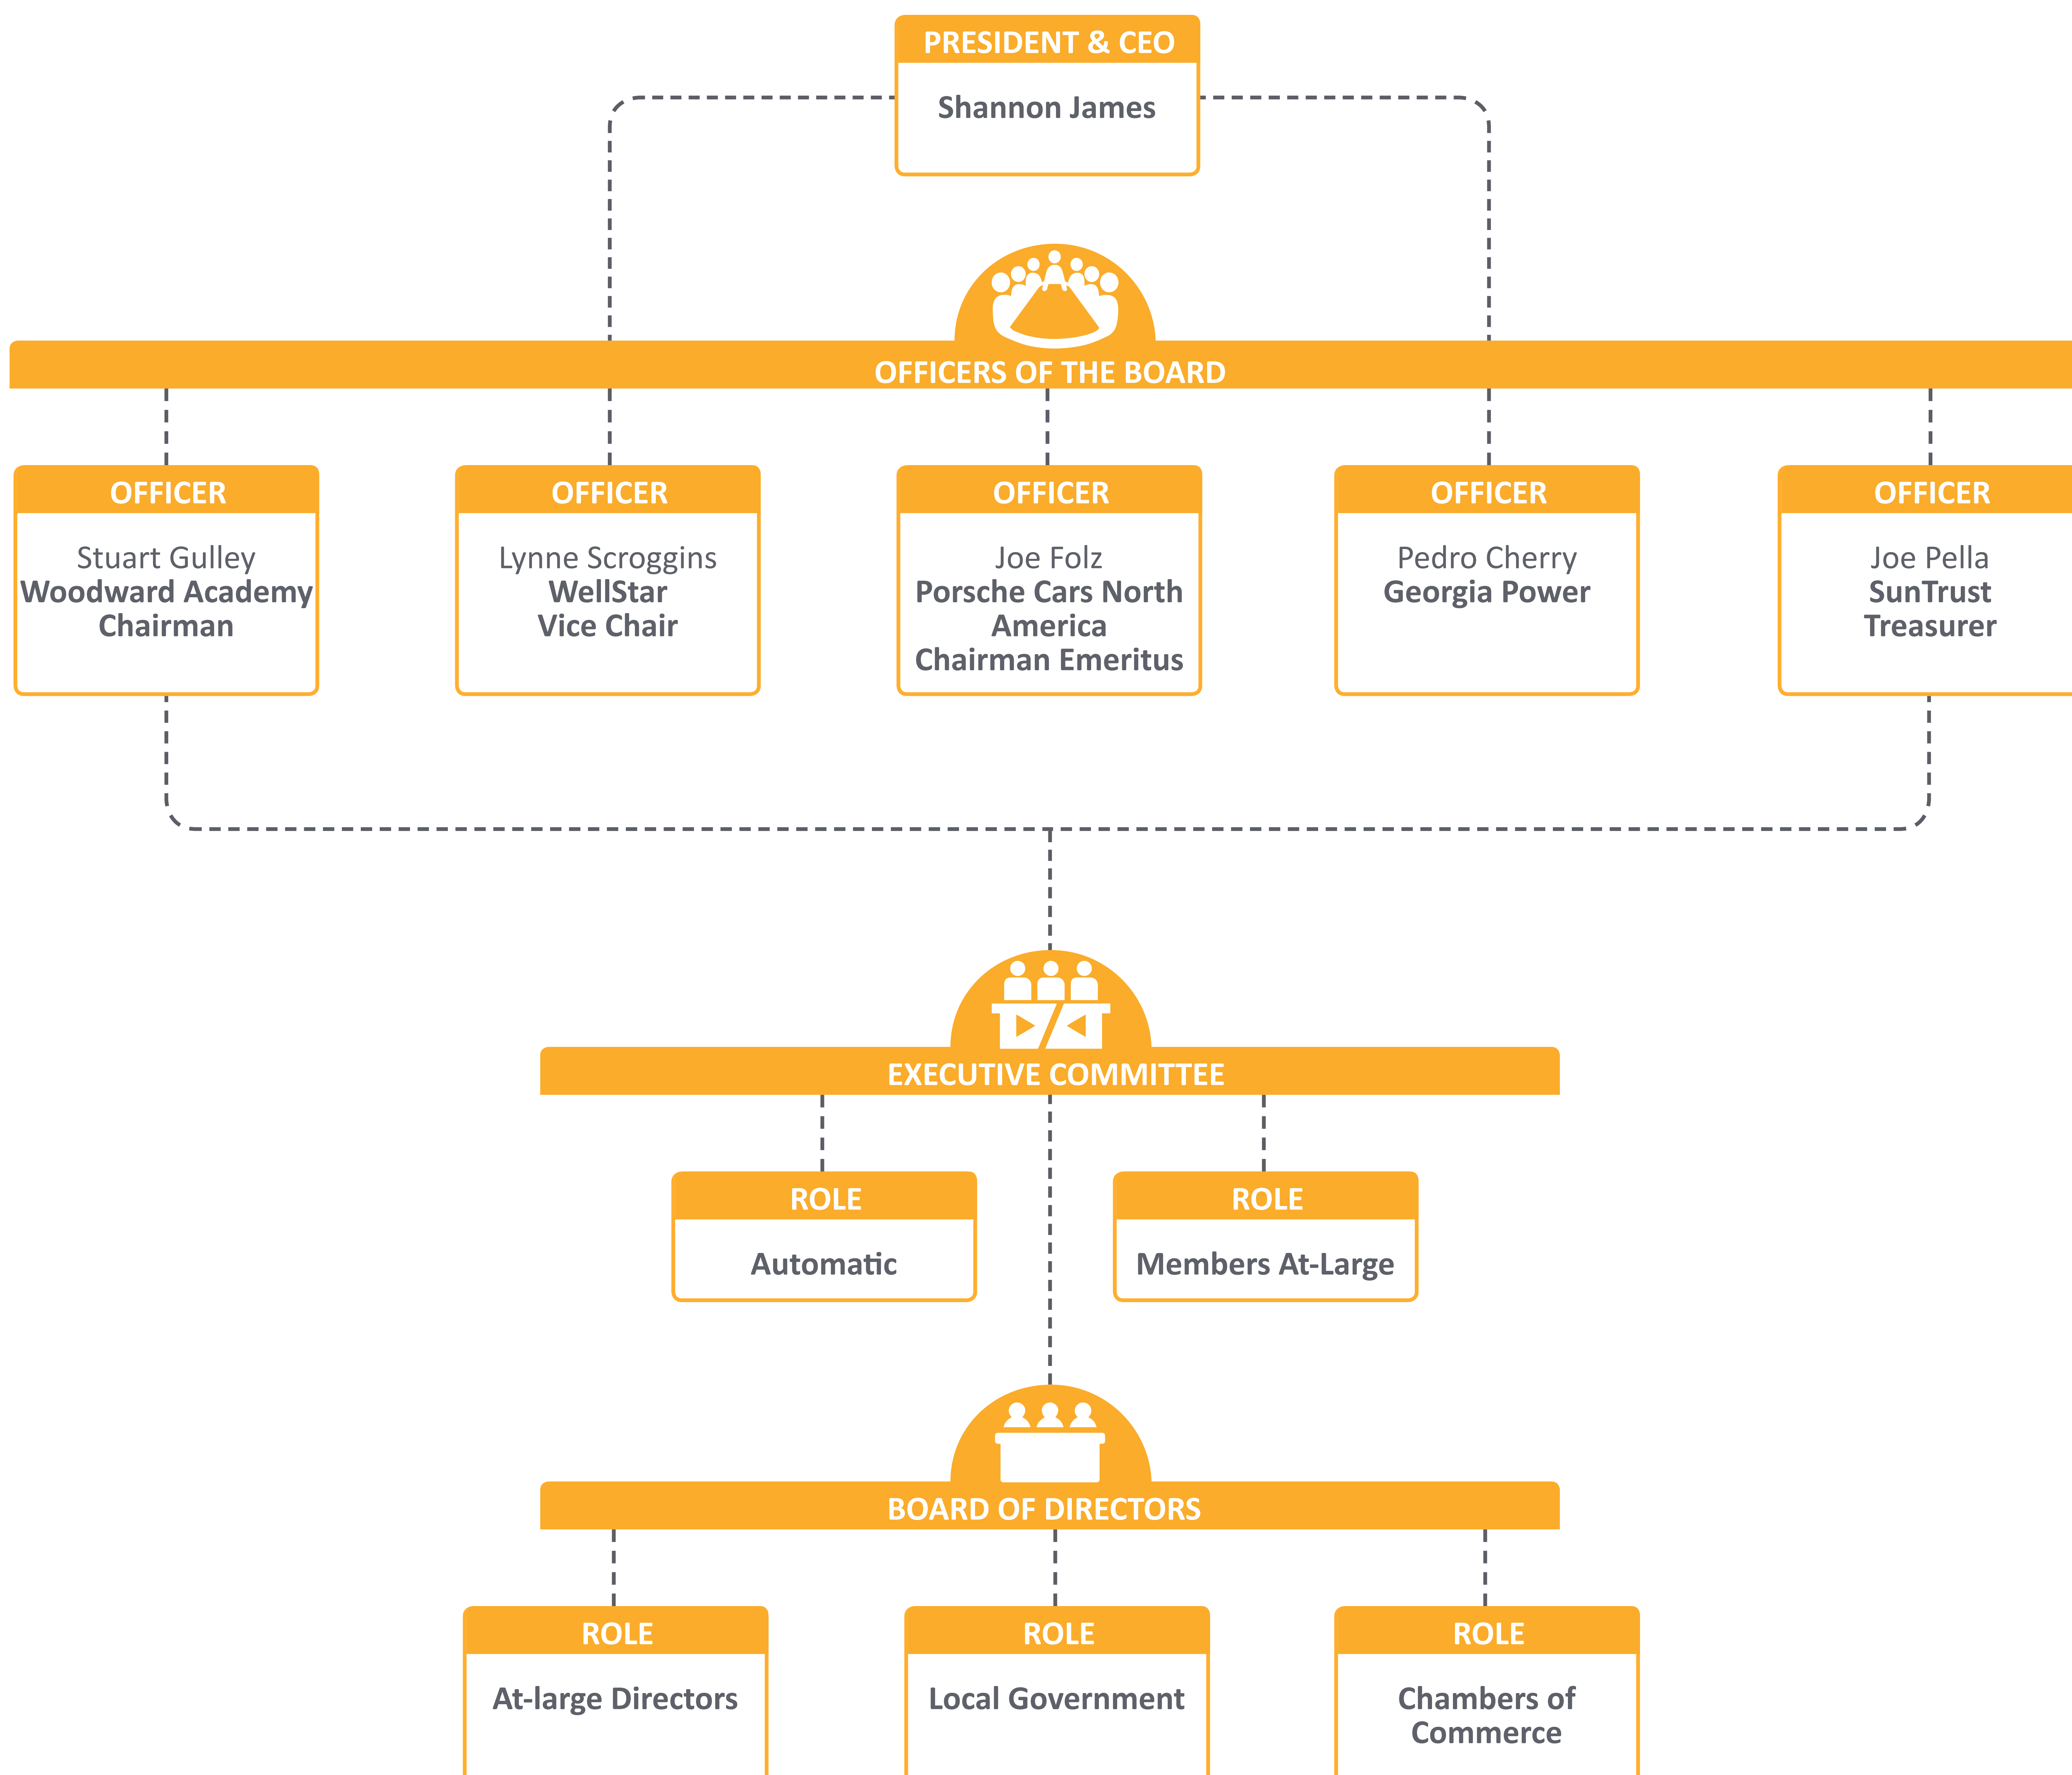 PRESIDENT & CEO
Shannon James
OFFICERS OF THE BOARD
OFFICER
Stuart Gulley
Woodward Academy
Chairman
OFFICER
Lynne Scroggins
WellStar
Vice Chair
OFFICER
Joe Folz
Porsche Cars North
America
Chairman Emeritus
OFFICER
Pedro Cherry
Georgia Power
OFFICER
Joe Pella
SunTrust
Treasurer
EXECUTIVE COMMITTEE
ROLE
Automatic
ROLE
Members At-Large
BOARD OF DIRECTORS
ROLE
At-large Directors
ROLE
Local Government
ROLE
Chambers of
Commerce